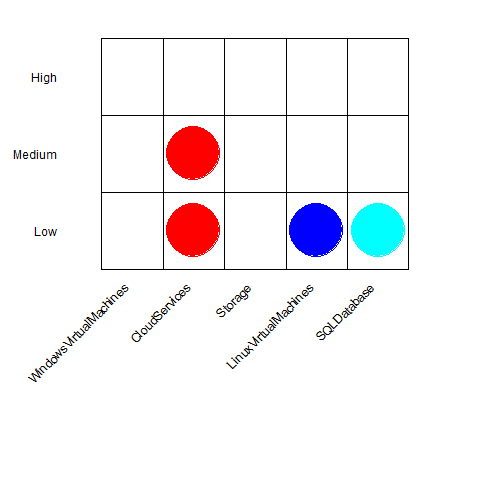 High
Medium
Low
WindowsVirtualMachines
CloudServices
Storage
LinuxVirtualMachines
SQLDatabase